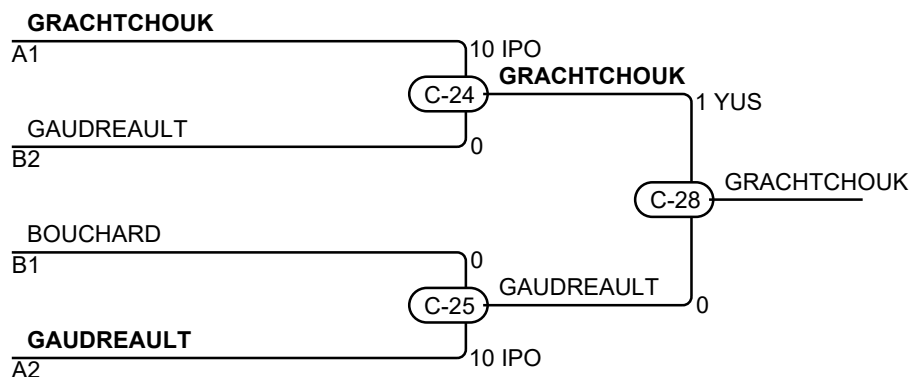 GRACHTCHOUK
A1
10 IPO
C-24
GRACHTCHOUK
1 YUS
GAUDREAULT
B2
0
C-28
GRACHTCHOUK
BOUCHARD
B1
0
C-25
GAUDREAULT
0
GAUDREAULT
A2
10 IPO